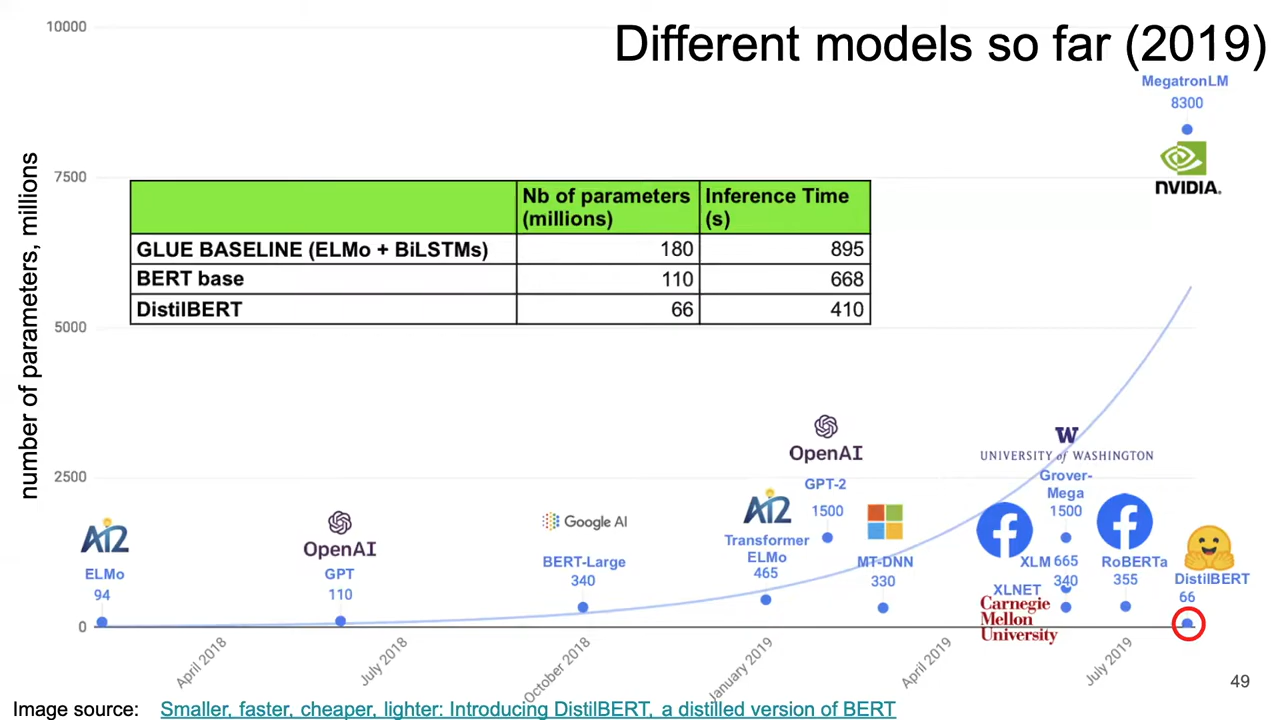 Different models so far (2019)
number of parameters, millions
10000
7500
5000
2500
0
Nb of parameters (millions)
Inference Time (s)
GLUE BASELINE (ELMo + BiLSTMs) 180 895
BERT base 110 668
DistilBERT 66 410
MegatronLM
8300
NVIDIA.
AI2
ELMo
94
OpenAI
GPT
110
Google AI
BERT-Large
340
AI2
Transformer
ELMo
465
OpenAI
GPT-2
1500
MT-DNN
330
W
UNIVERSITY of WASHINGTON
Grover-
Mega
1500
XLM 665
XLNET 340
Carnegie
Mellon
University
RoBERTa
355
DistilBERT
66
April 2018
July 2018
October 2018
January 2019
April 2019
July 2019
49
Image source: Smaller, faster, cheaper, lighter: Introducing DistilBERT, a distilled version of BERT